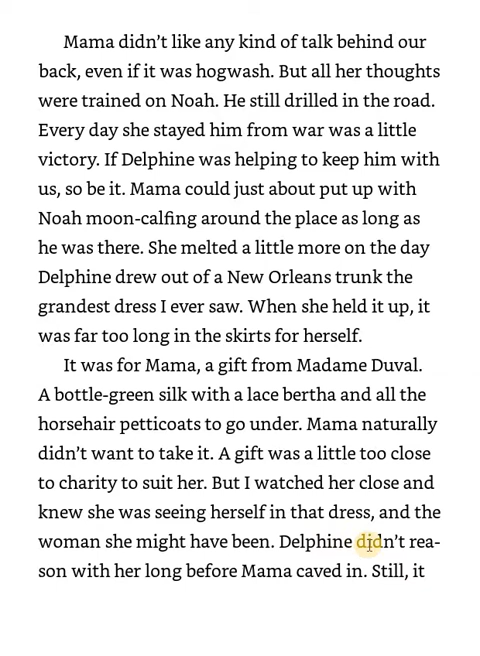 Mama didn’t like any kind of talk behind our
back, even if it was hogwash. But all her thoughts
were trained on Noah. He still drilled in the road.
Every day she stayed him from war was a little
victory. If Delphine was helping to keep him with
us, so be it. Mama could just about put up with
Noah moon-calfing around the place as long as
he was there. She melted a little more on the day
Delphine drew out of a New Orleans trunk the
grandest dress I ever saw. When she held it up, it
was far too long in the skirts for herself.
It was for Mama, a gift from Madame Duval.
A bottle-green silk with a lace bertha and all the
horsehair petticoats to go under. Mama naturally
didn’t want to take it. A gift was a little too close
to charity to suit her. But I watched her close and
knew she was seeing herself in that dress, and the
woman she might have been. Delphine didn’t rea-
son with her long before Mama caved in. Still, it